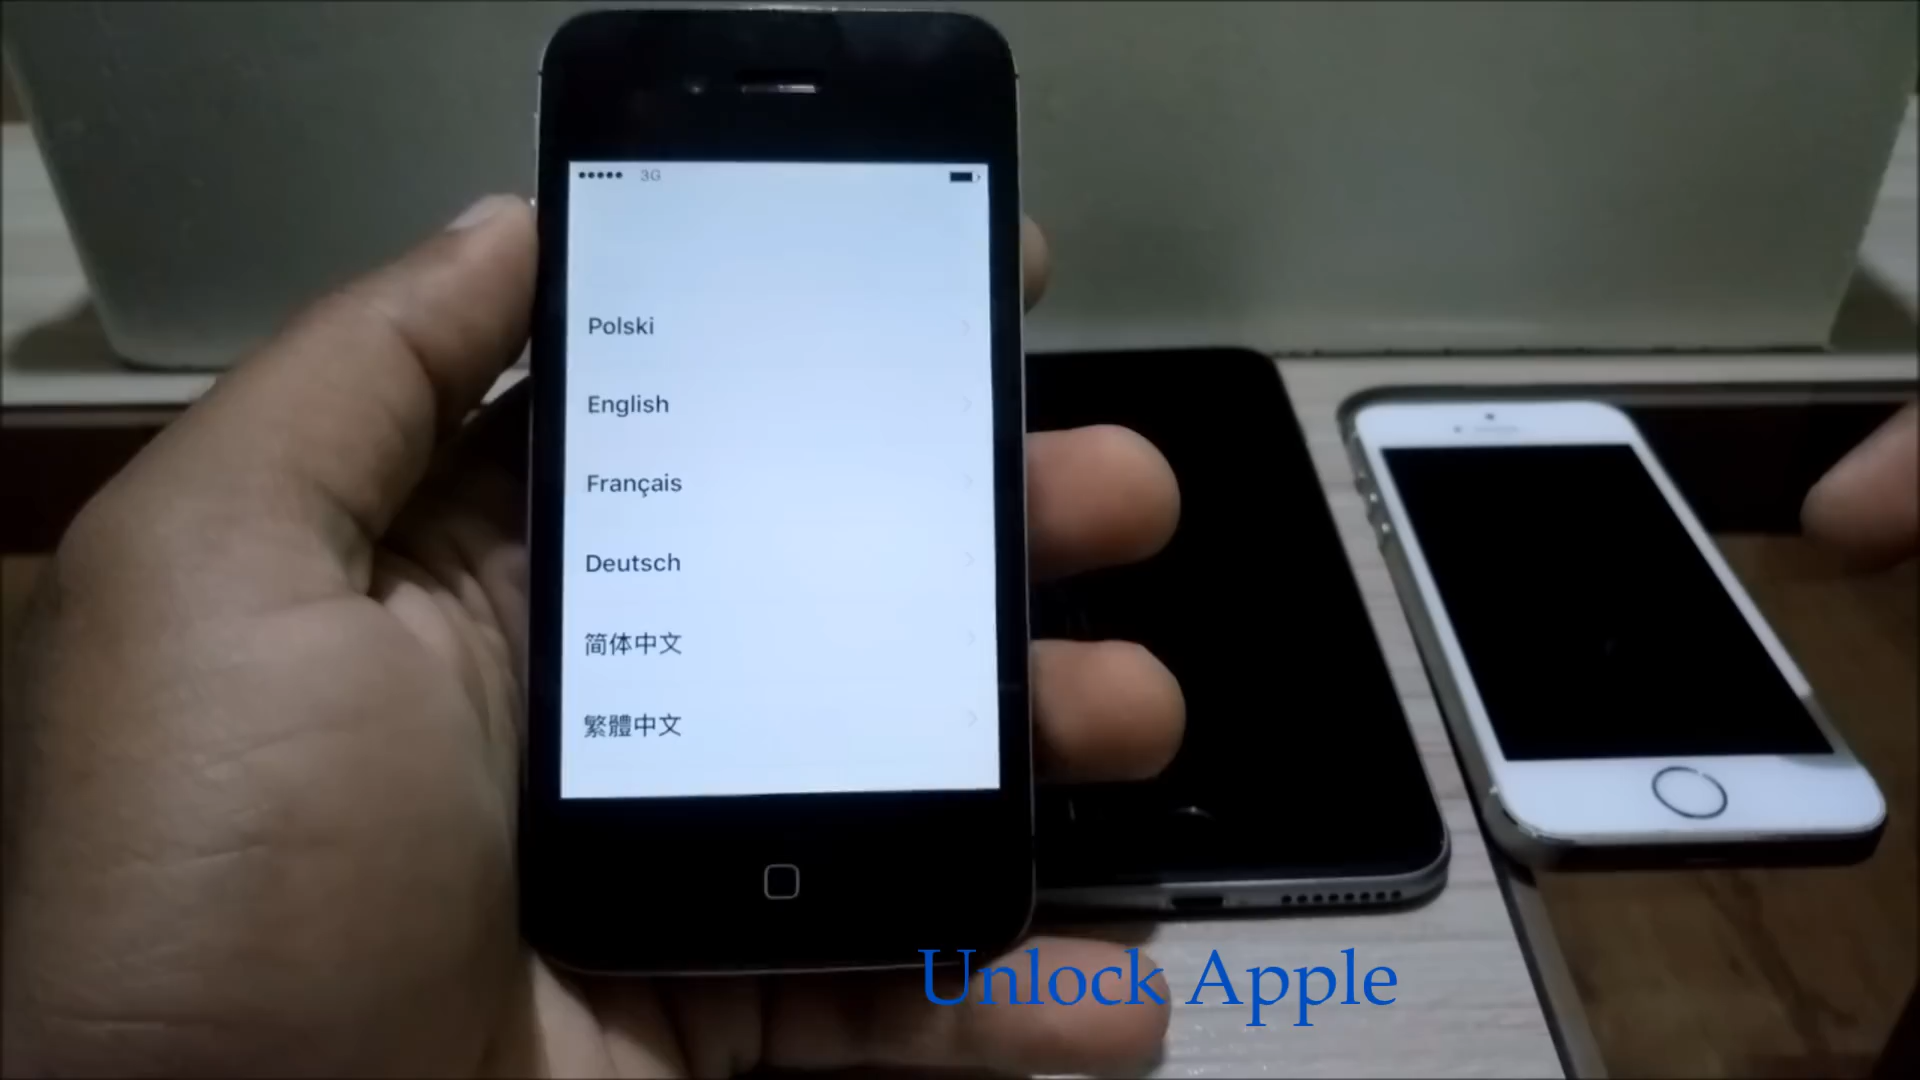 3G
Polski
English
Français
Deutsch
简体中文
繁體中文
Unlock Apple